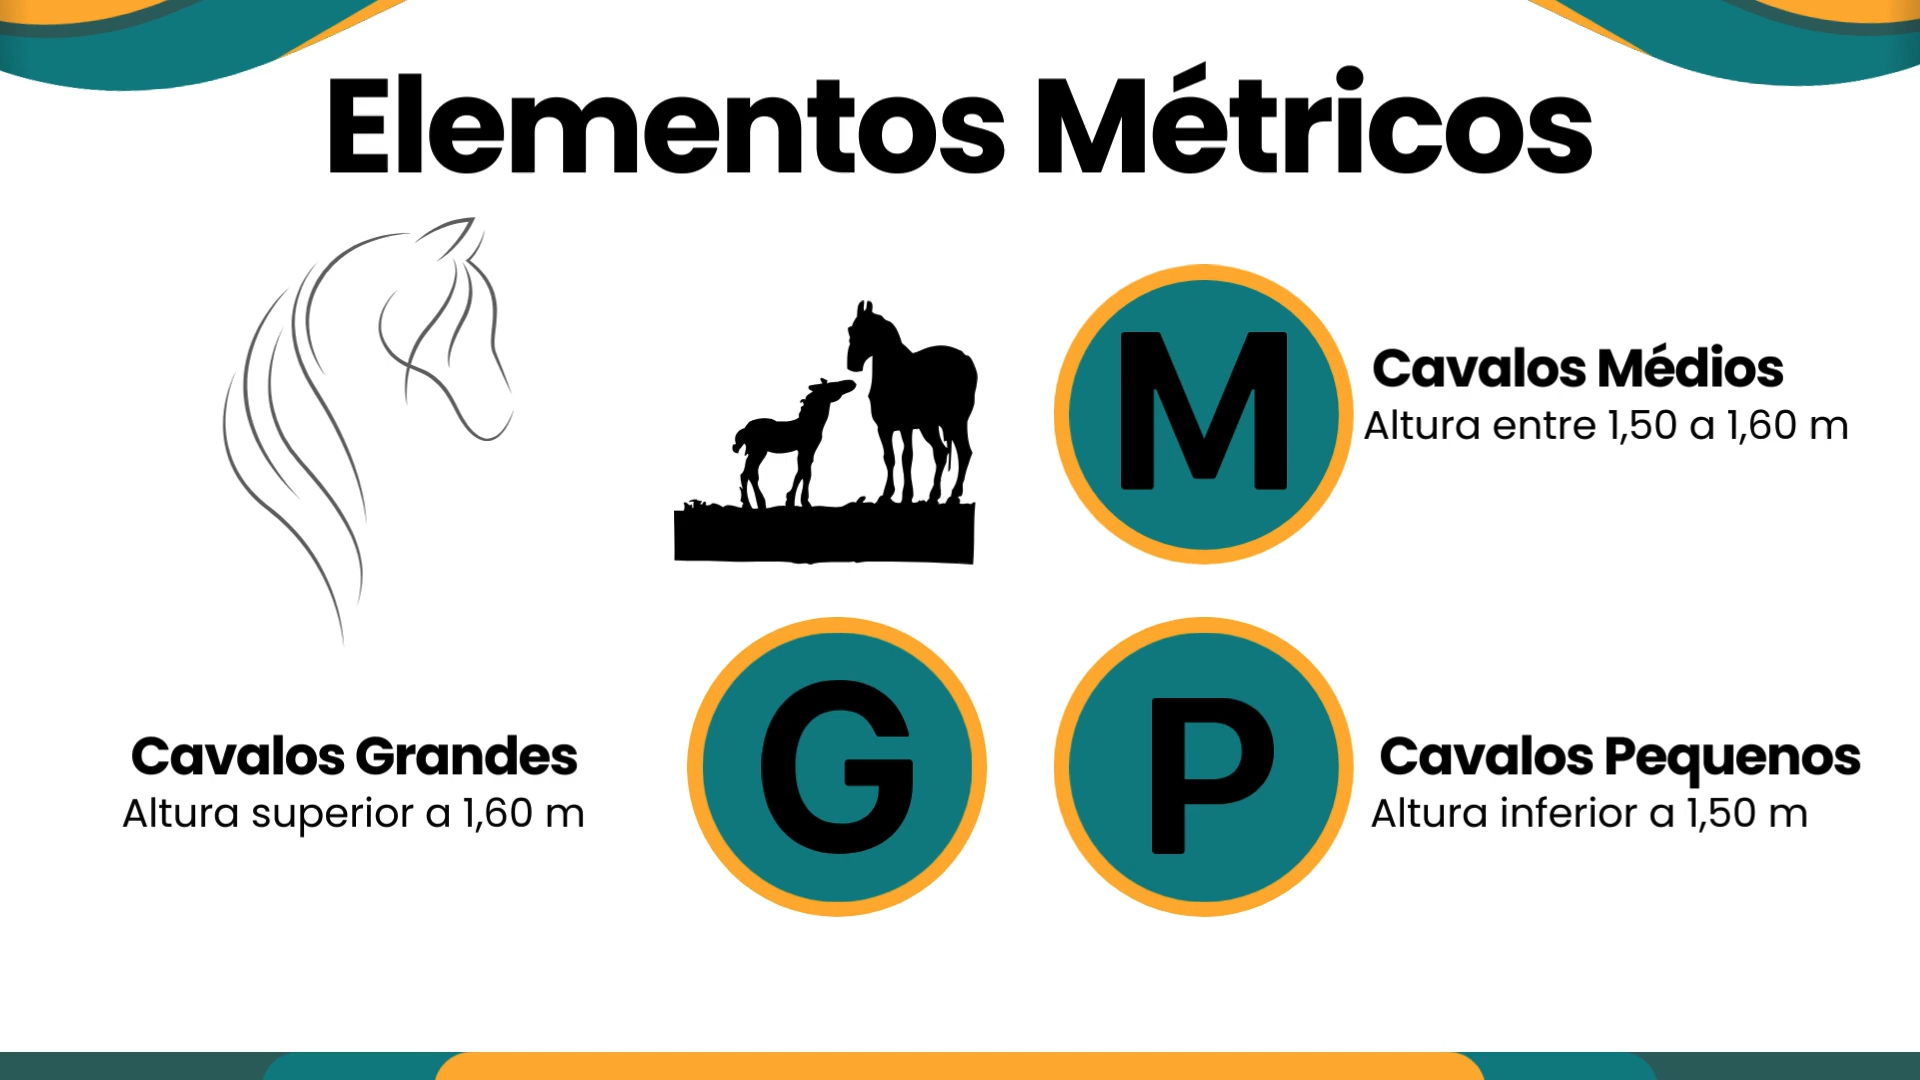 Elementos Métricos
M
Cavalos Médios
Altura entre 1,50 a 1,60 m
Cavalos Grandes
Altura superior a 1,60 m
G
P
Cavalos Pequenos
Altura inferior a 1,50 m